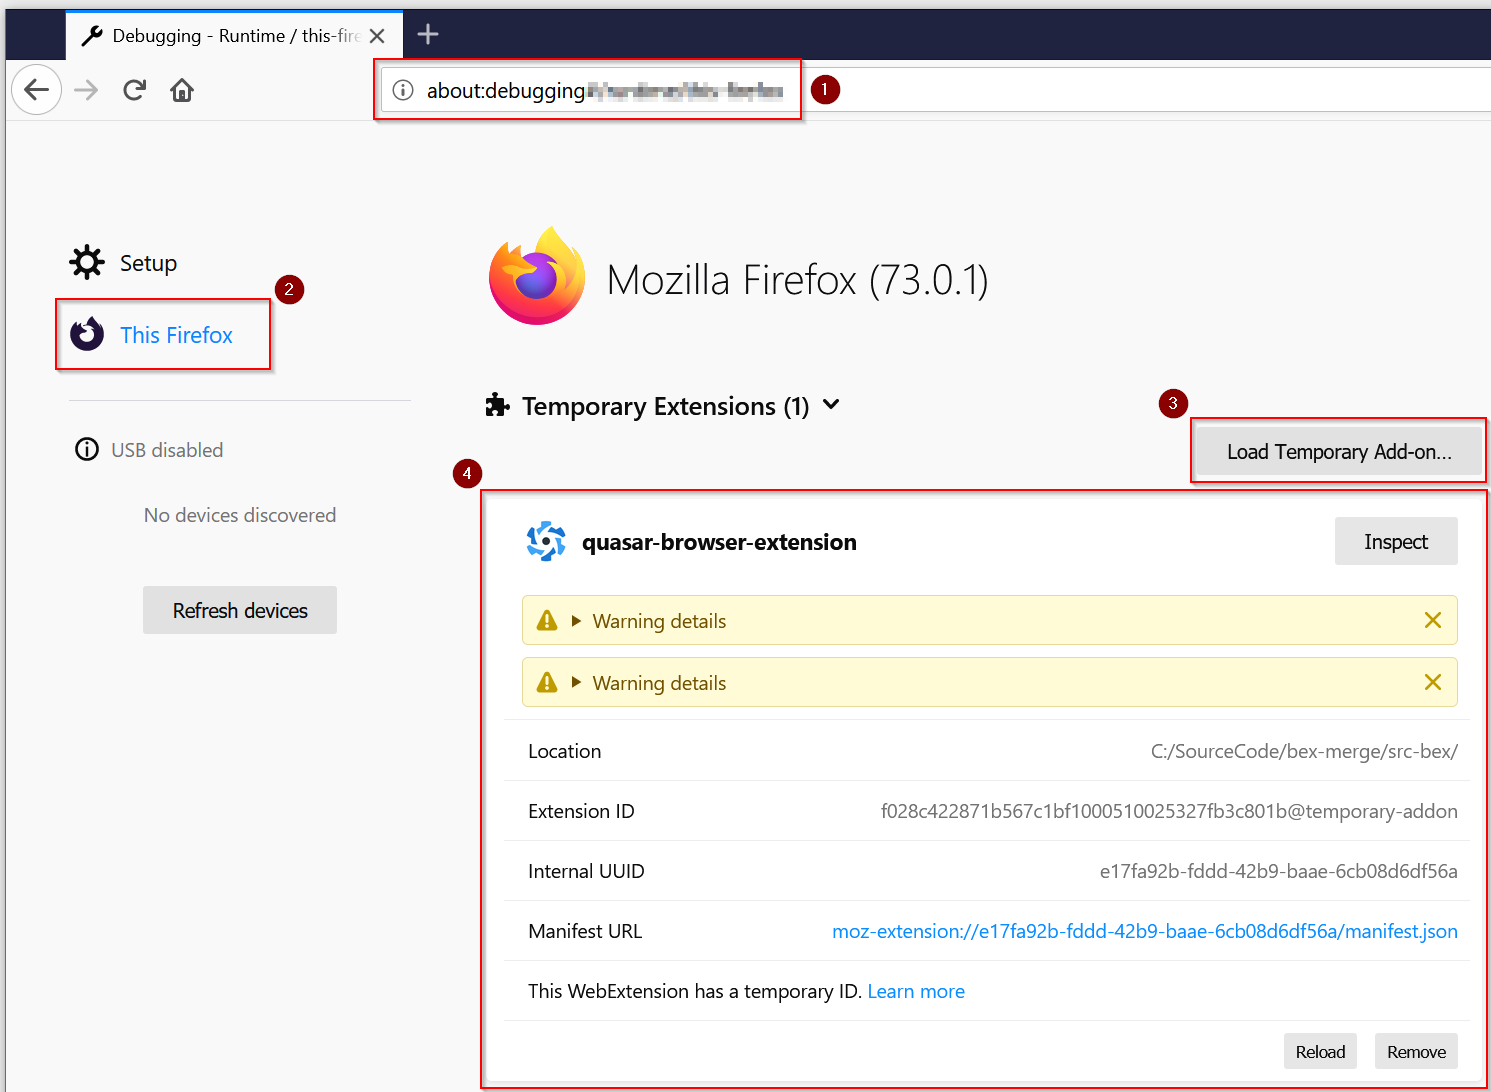 Debugging - Runtime / this-fire
about:debugging
1
Setup
2
This Firefox
Mozilla Firefox (73.0.1)
Temporary Extensions (1)
3
Load Temporary Add-on...
USB disabled
No devices discovered
Refresh devices
4
quasar-browser-extension
Inspect
Warning details
Warning details
Location
C:/SourceCode/bex-merge/src-bex/
Extension ID
f028c422871b567c1bf1000510025327fb3c801b@temporary-addon
Internal UUID
e17fa92b-fddd-42b9-baae-6cb08d6df56a
Manifest URL
moz-extension://e17fa92b-fddd-42b9-baae-6cb08d6df56a/manifest.json
This WebExtension has a temporary ID. Learn more
Reload
Remove